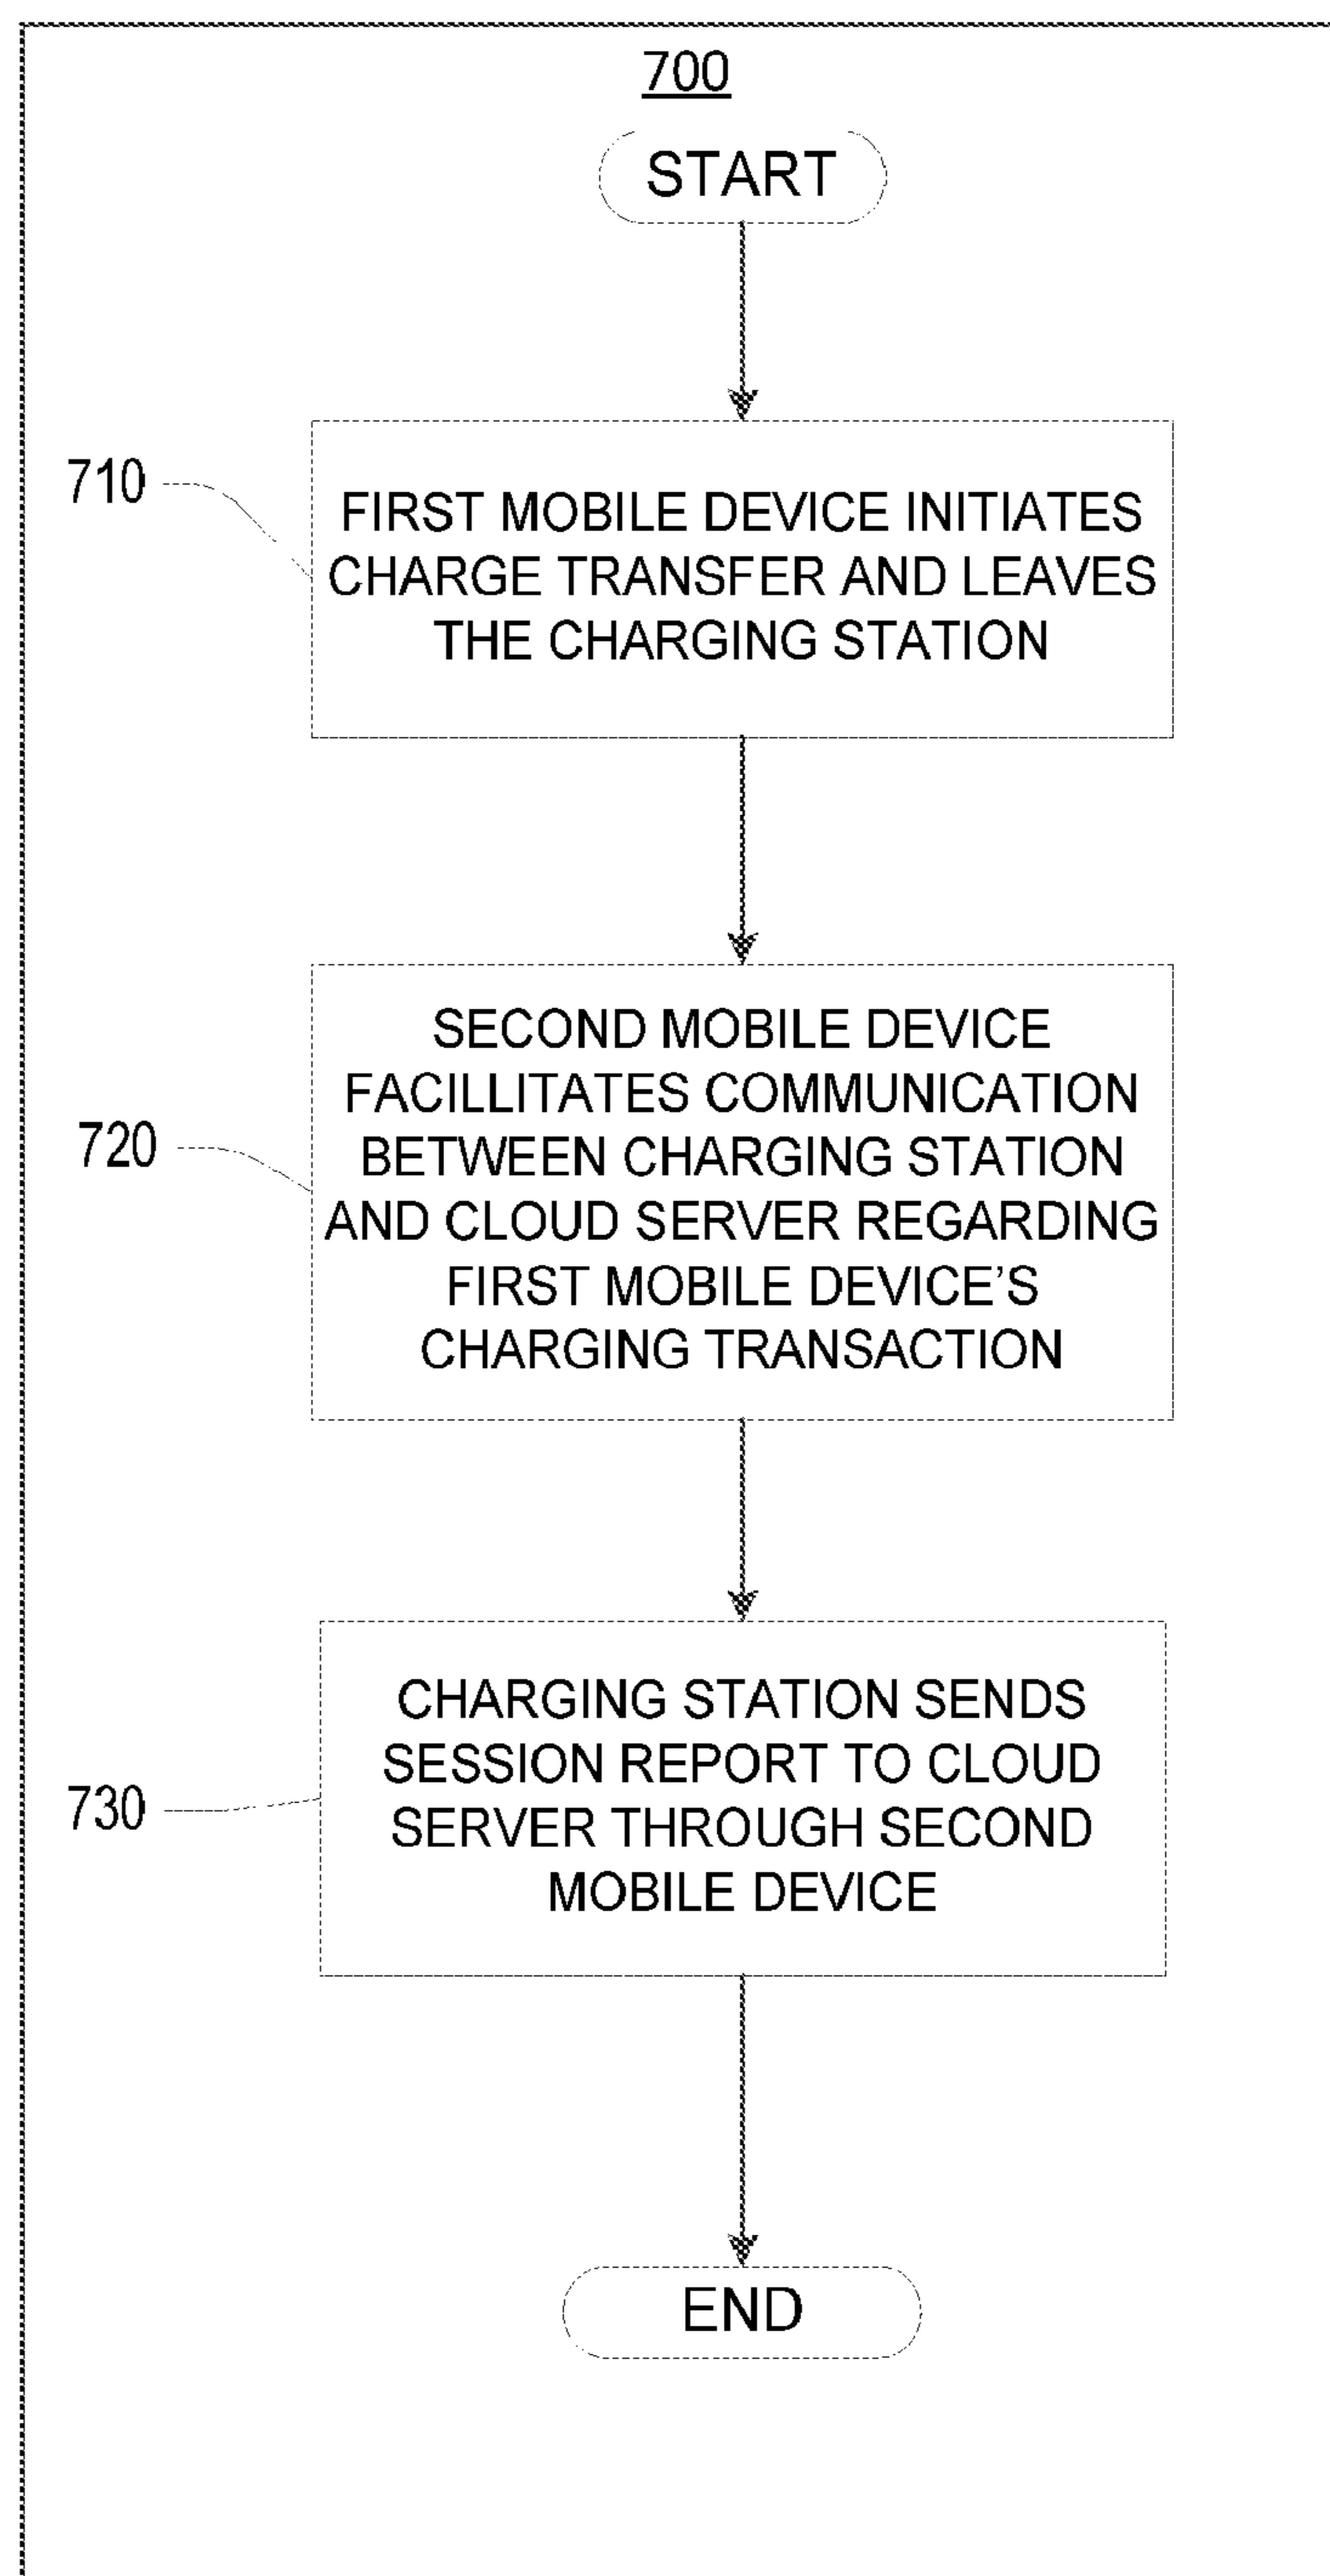 700
START
710
FIRST MOBILE DEVICE INITIATES
CHARGE TRANSFER AND LEAVES
THE CHARGING STATION
720
SECOND MOBILE DEVICE
FACILLITATES COMMUNICATION
BETWEEN CHARGING STATION
AND CLOUD SERVER REGARDING
FIRST MOBILE DEVICE'S
CHARGING TRANSACTION
730
CHARGING STATION SENDS
SESSION REPORT TO CLOUD
SERVER THROUGH SECOND
MOBILE DEVICE
END